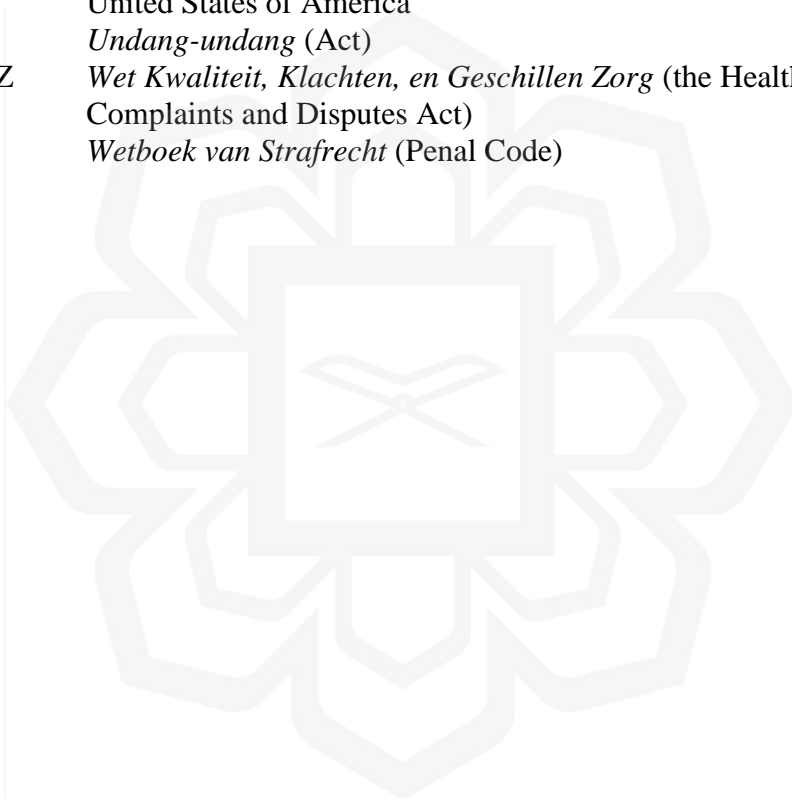 United States of America
Undang-undang (Act)
Z Wet Kwaliteit, Klachten, en Geschillen Zorg (the Health
Complaints and Disputes Act)
Wetboek van Strafrecht (Penal Code)